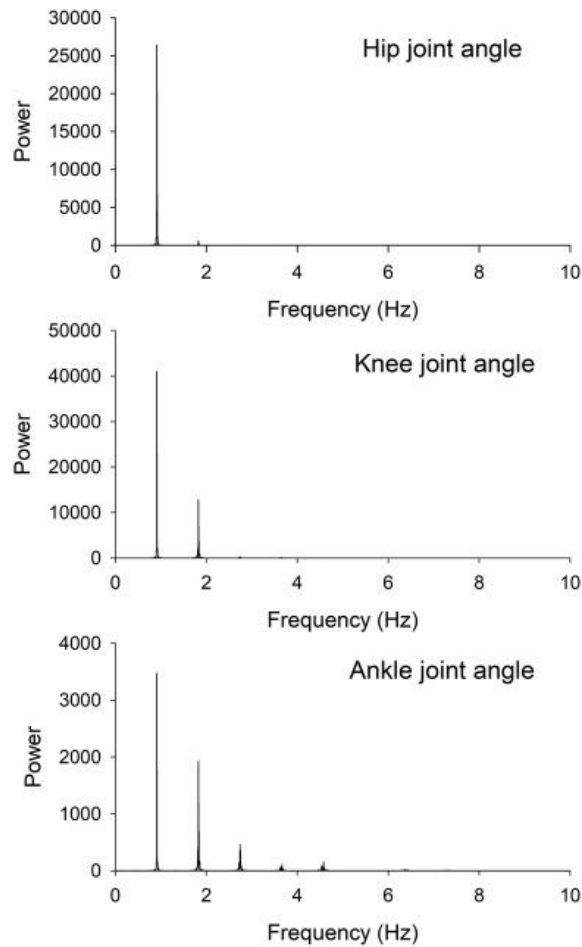 30000
Hip joint angle
25000
20000
15000
10000
5000
0
Power
0 2 4 6 8 10
Frequency (Hz)
50000
Knee joint angle
40000
30000
20000
10000
0
Power
0 2 4 6 8 10
Frequency (Hz)
4000
Ankle joint angle
3000
2000
1000
0
Power
0 2 4 6 8 10
Frequency (Hz)